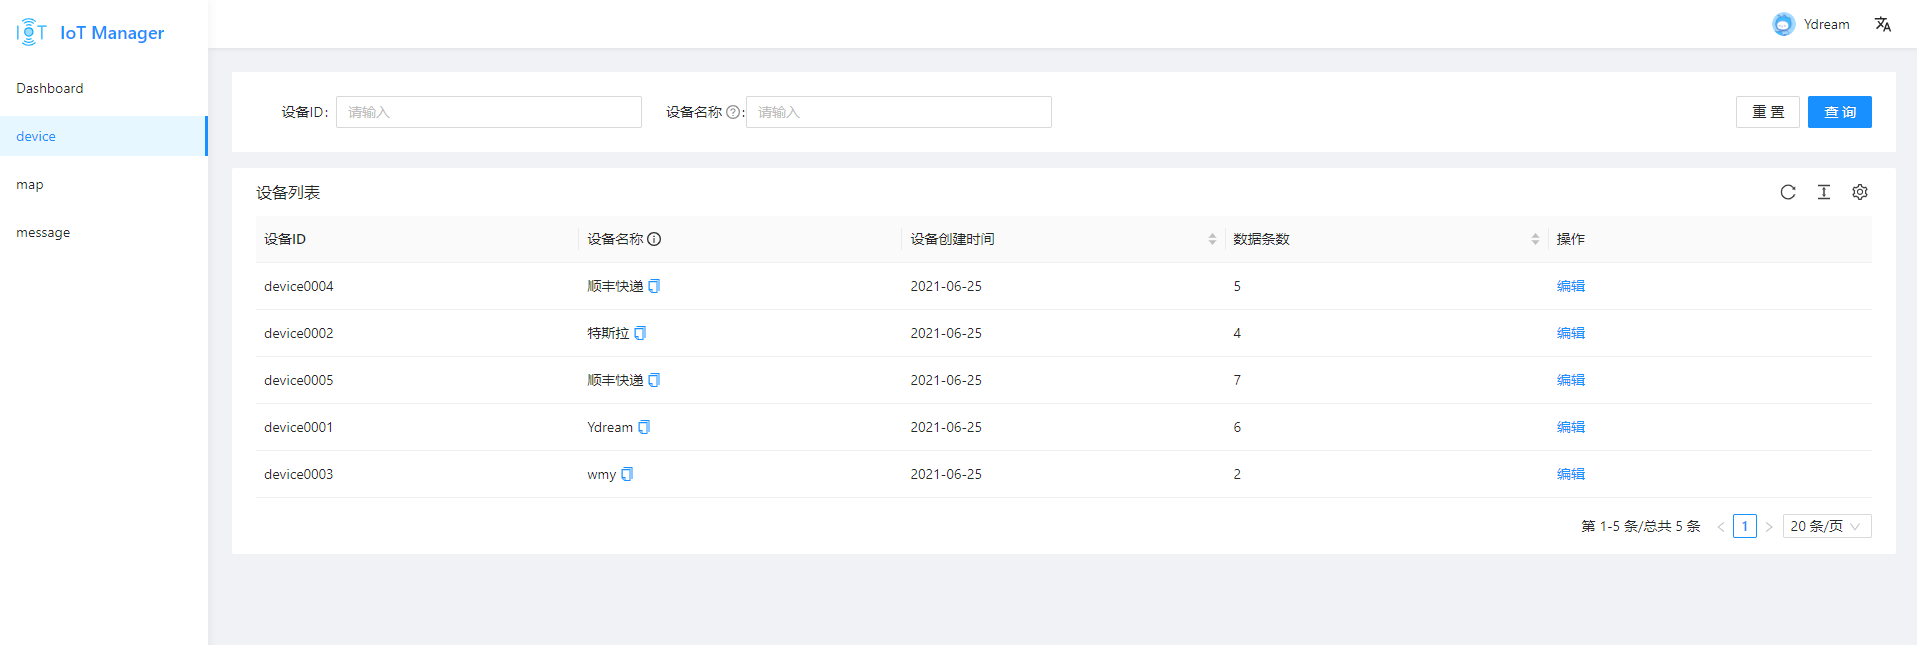 IOT IoT Manager
Ydream
Dashboard
device
map
message
设备ID: 请输入 设备名称 : 请输入 重 置 查 询
设备列表
设备ID 设备名称 设备创建时间 数据条数 操作
device0004 顺丰快递 2021-06-25 5 编辑
device0002 特斯拉 2021-06-25 4 编辑
device0005 顺丰快递 2021-06-25 7 编辑
device0001 Ydream 2021-06-25 6 编辑
device0003 wmy 2021-06-25 2 编辑
第 1-5 条/总共 5 条 < 1 > 20 条/页